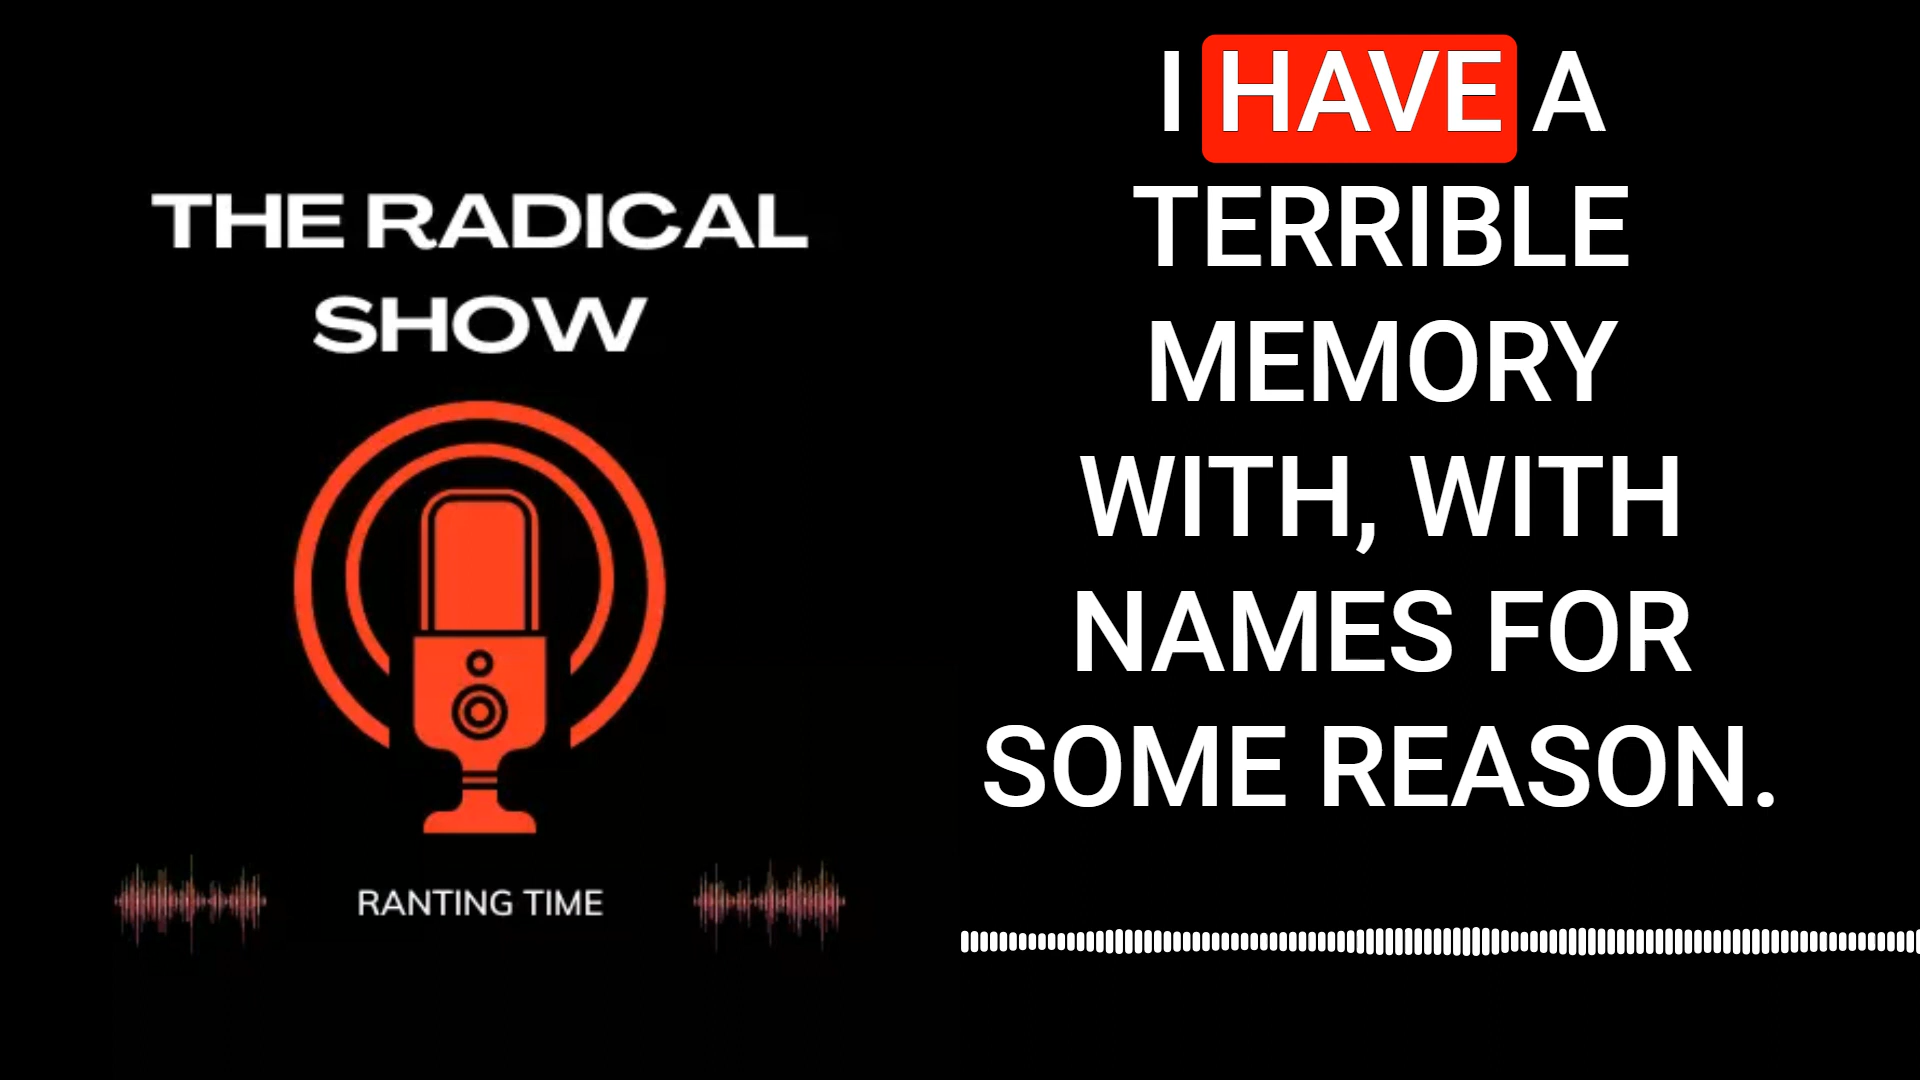 THE RADICAL
SHOW
RANTING TIME
I HAVE A
TERRIBLE
MEMORY
WITH, WITH
NAMES FOR
SOME REASON.